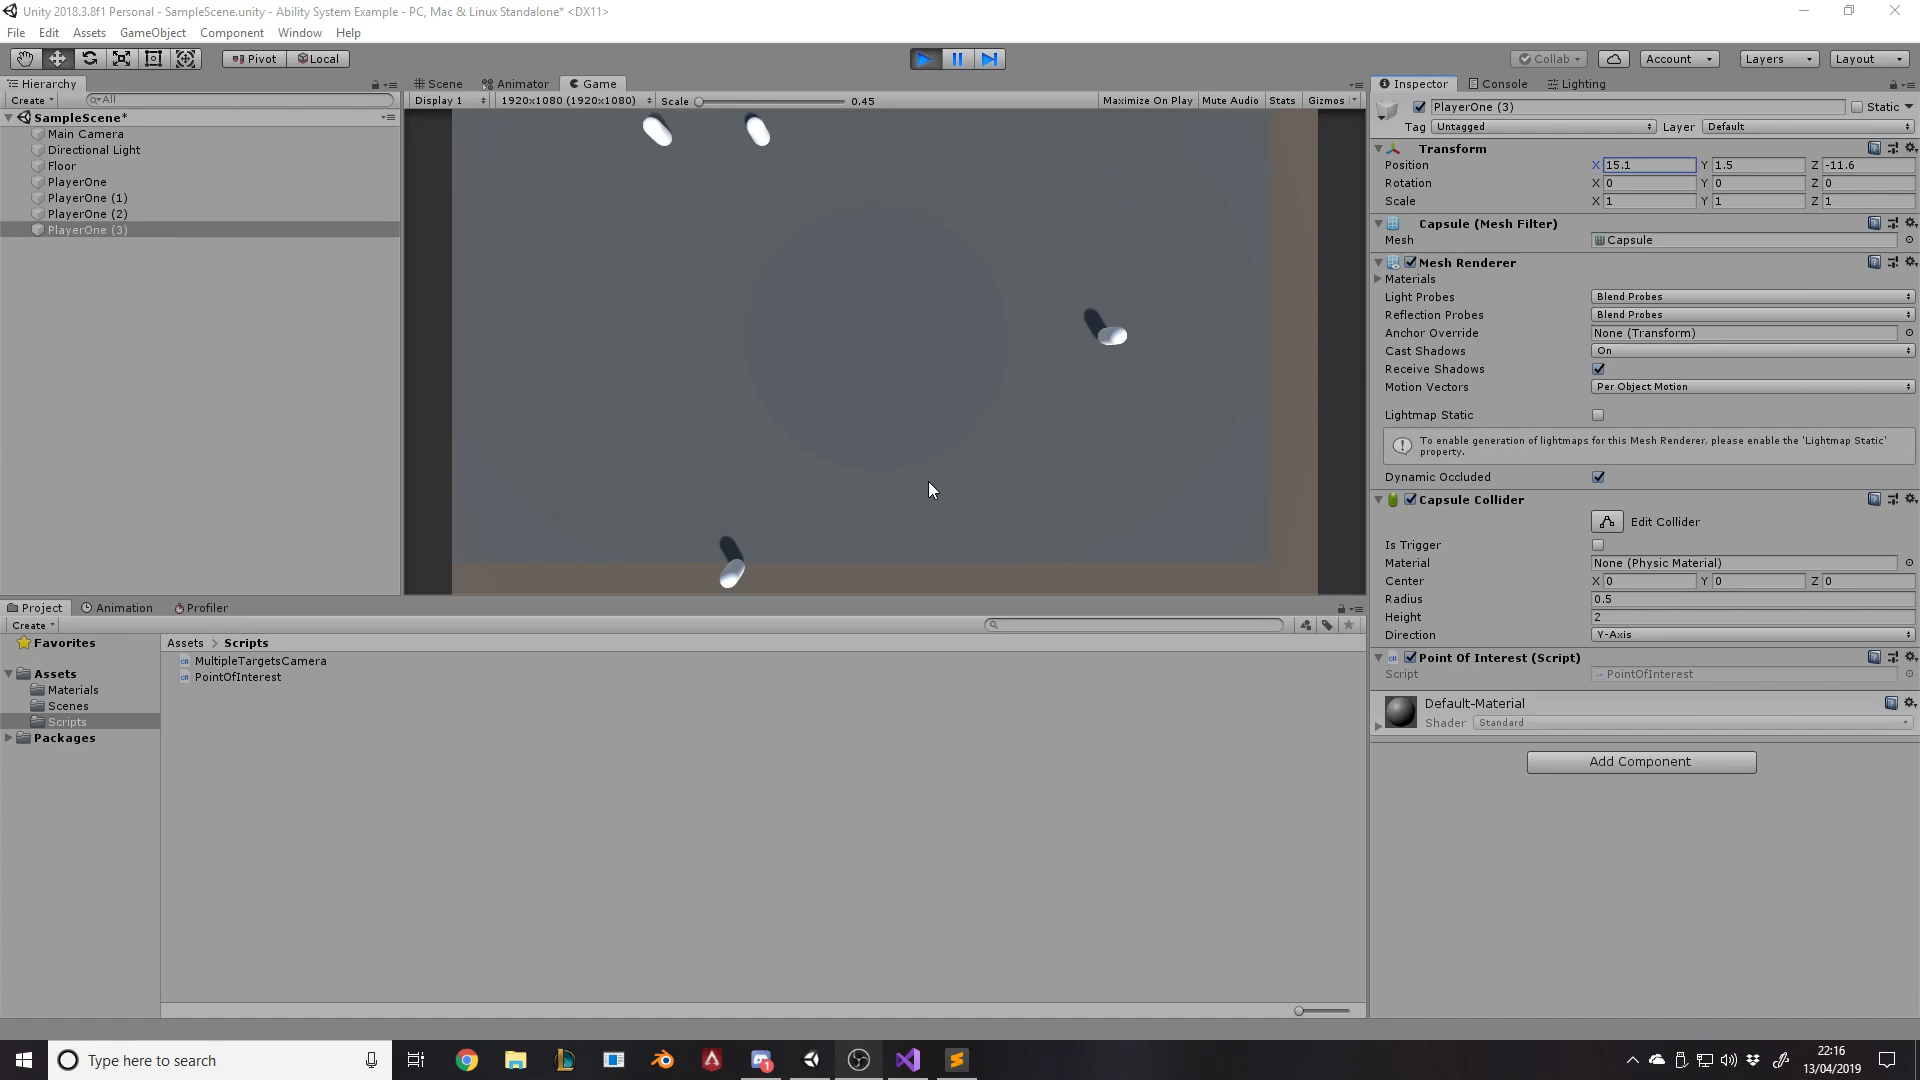 Unity 2018.3.8f1 Personal - SampleScene.unity - Ability System Example - PC, Mac & Linux Standalone* <DX11>
File Edit Assets GameObject Component Window Help
Pivot Local Collab Account Layers Layout
Hierarchy Scene Animator Game Inspector Console Lighting
Create All Display 1 1920x1080 (1920x1080) Scale 0.45 Maximize On Play Mute Audio Stats Gizmos
PlayerOne (3) Static
SampleScene*
Tag Untagged Layer Default
Main Camera
Directional Light
Floor
PlayerOne
PlayerOne (1)
PlayerOne (2)
PlayerOne (3)
Transform
Position X 15.1 Y 1.5 Z -11.6
Rotation X 0 Y 0 Z 0
Scale X 1 Y 1 Z 1
Capsule (Mesh Filter)
Mesh Capsule
Mesh Renderer
Materials
Light Probes Blend Probes
Reflection Probes Blend Probes
Anchor Override None (Transform)
Cast Shadows On
Receive Shadows
Motion Vectors Per Object Motion
Lightmap Static
To enable generation of lightmaps for this Mesh Renderer, please enable the 'Lightmap Static'
property.
Dynamic Occluded
Capsule Collider
Edit Collider
Is Trigger
Material None (Physic Material)
Center X 0 Y 0 Z 0
Radius 0.5
Height 2
Direction Y-Axis
Point Of Interest (Script)
Script PointOfInterest
Default-Material
Shader Standard
Add Component
Project Animation Profiler
Create
Favorites
Assets
Materials
Scenes
Scripts
Packages
Assets > Scripts
MultipleTargetsCamera
PointOfInterest
Type here to search
1
22:16
13/04/2019